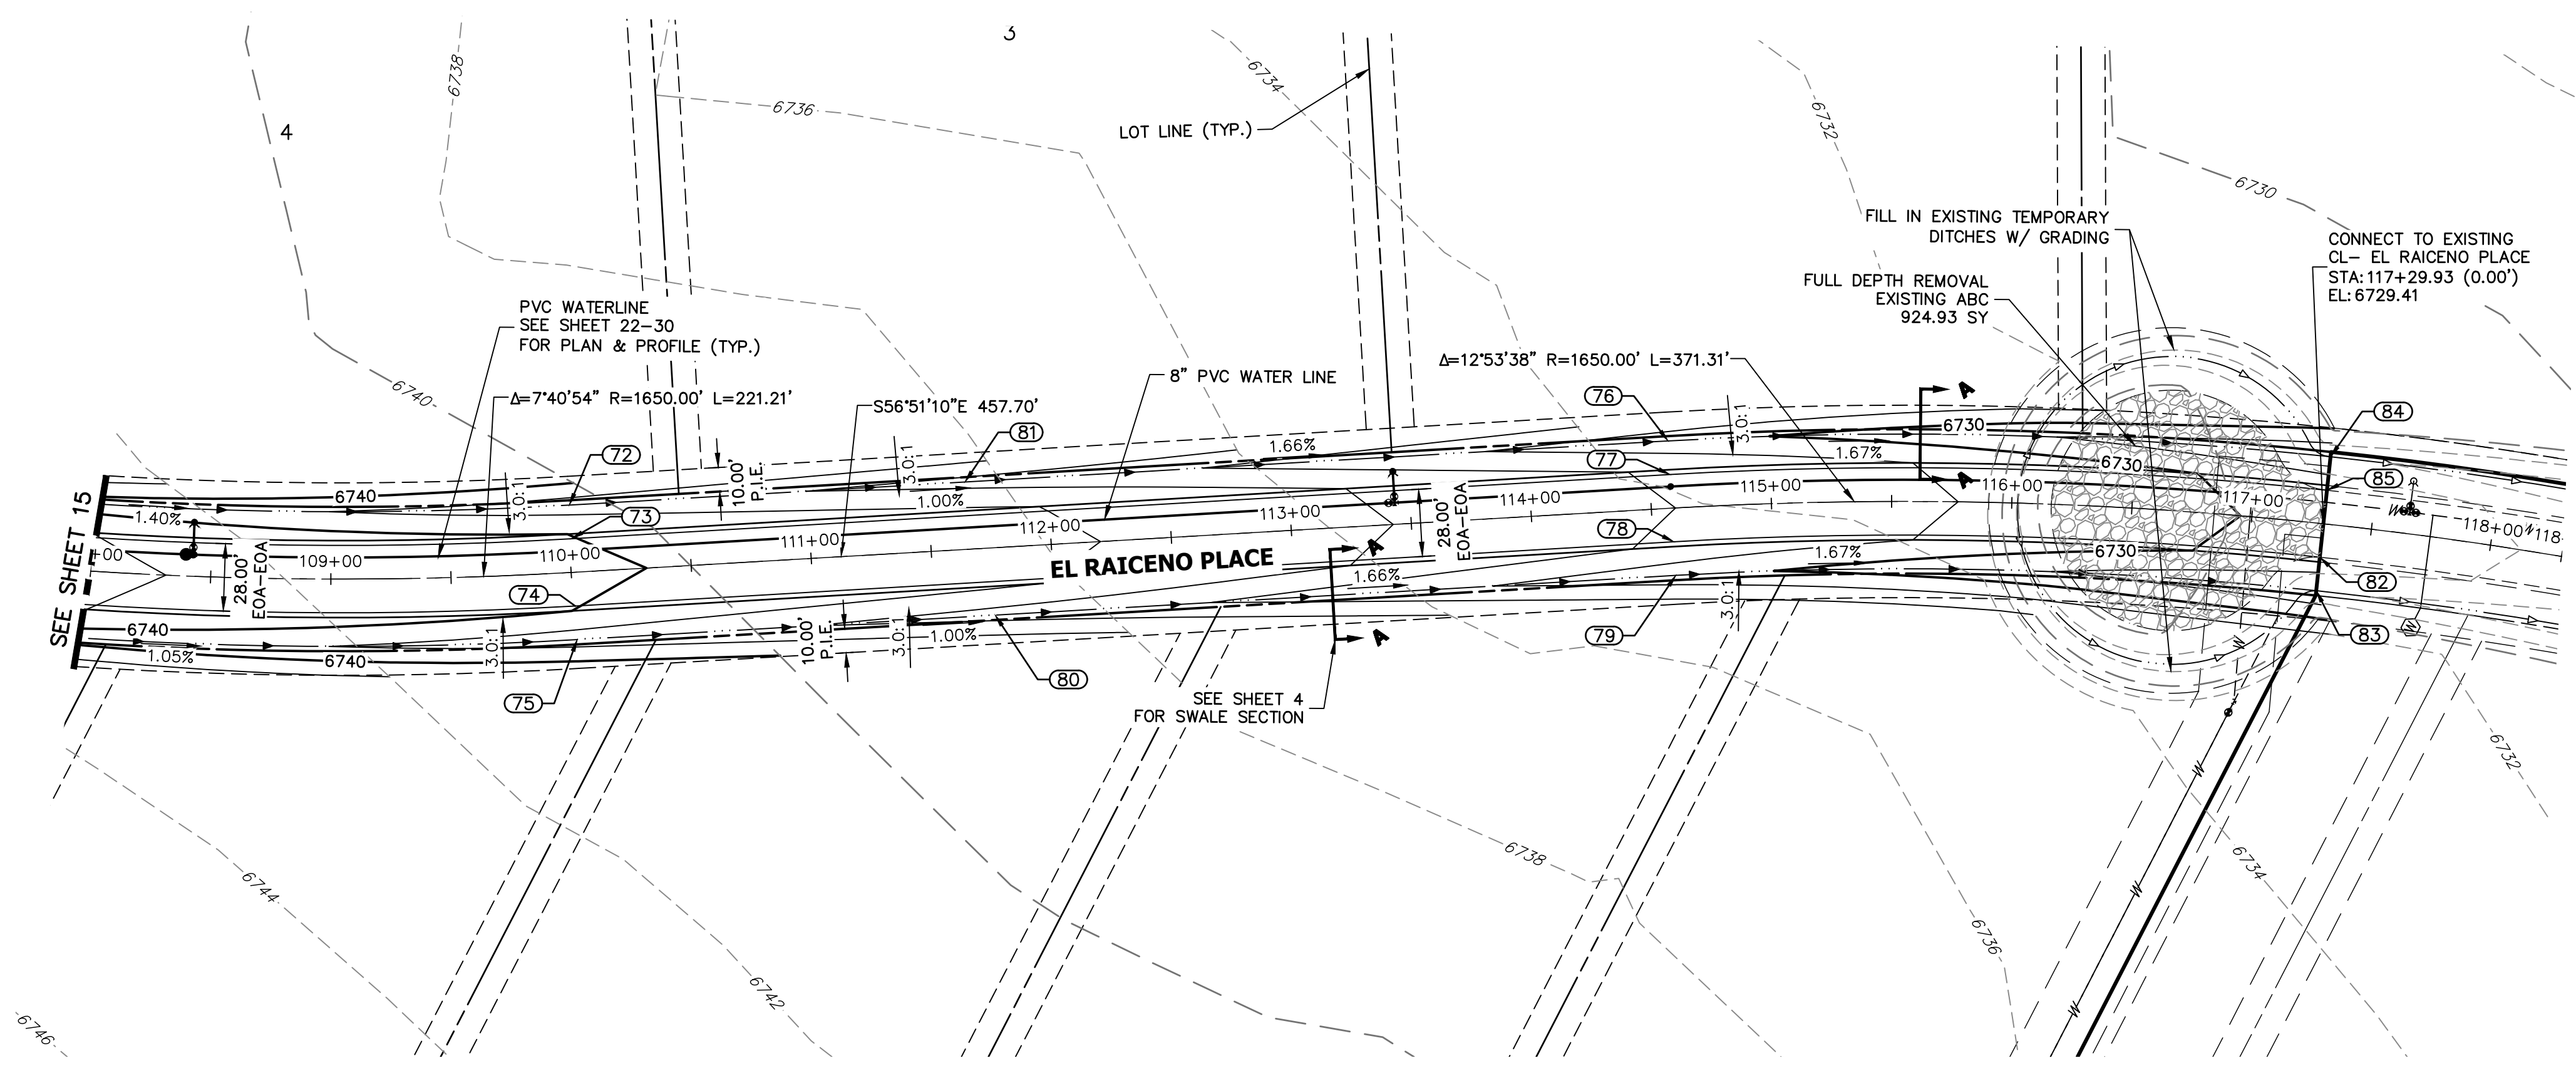 3
4
6738
6736
6734
6732
6730
LOT LINE (TYP.)
FILL IN EXISTING TEMPORARY
DITCHES W/ GRADING
FULL DEPTH REMOVAL
EXISTING ABC
924.93 SY
CONNECT TO EXISTING
CL- EL RAICENO PLACE
STA:117+29.93 (0.00')
EL:6729.41
PVC WATERLINE
SEE SHEET 22-30
FOR PLAN & PROFILE (TYP.)
6740
Δ=7°40'54" R=1650.00' L=221.21'
S56°51'10"E 457.70'
8" PVC WATER LINE
Δ=12°53'38" R=1650.00' L=371.31'
SEE SHEET 15
72
73
74
75
76
77
78
79
80
81
82
83
84
85
6740
6740
6740
1.40%
1.05%
1.00%
1.00%
1.66%
1.66%
1.67%
1.67%
3.0:1
3.0:1
3.0:1
3.0:1
3.0:1
3.0:1
10.00'
P.I.E.
10.00'
P.I.E.
28.00'
EOA-EOA
28.00'
EOA-EOA
+00
109+00
110+00
111+00
112+00
113+00
114+00
115+00
116+00
117+00
118+00
118
EL RAICENO PLACE
A
A
A
A
6730
6730
6730
W
W
W
W
W
W
W
SEE SHEET 4
FOR SWALE SECTION
6746
6744
6742
6738
6736
6734
6732